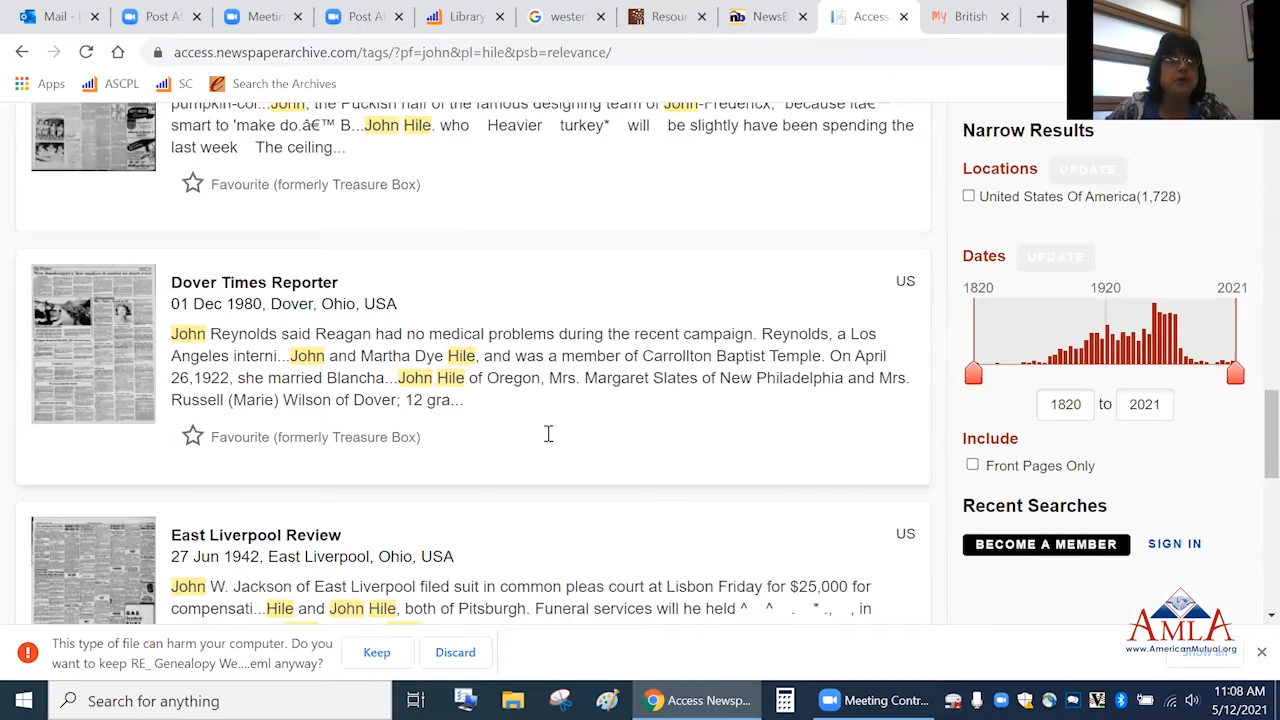 Mail -
Post A
Meetin
Post A
Library
wester
Resou
NewsE
Access
British
access.newspaperarchive.com/tags/?pf=john&pl=hile&psb=relevance/
Apps
ASCPL
SC
Search the Archives
pumpkin-col...John, the Puckish half of the famous designing team of John-Fredericx, because itâ€
smart to 'make doâ€™ B...John Hile. who Heavier turkey* will be slightly have been spending the
last week The ceiling...
Favourite (formerly Treasure Box)
Dover Times Reporter
US
01 Dec 1980, Dover, Ohio, USA
John Reynolds said Reagan had no medical problems during the recent campaign. Reynolds, a Los
Angeles interni...John and Martha Dye Hile, and was a member of Carrollton Baptist Temple. On April
26,1922, she married Blancha...John Hile of Oregon, Mrs. Margaret Slates of New Philadelphia and Mrs.
Russell (Marie) Wilson of Dover; 12 gra...
Favourite (formerly Treasure Box)
East Liverpool Review
US
27 Jun 1942, East Liverpool, Ohio, USA
John W. Jackson of East Liverpool filed suit in common pleas court at Lisbon Friday for $25,000 for
compensati...Hile and John Hile, both of Pittsburgh. Funeral services will he held ^ ^ . * ., , in
Narrow Results
Locations UPDATE
United States Of America(1,728)
Dates UPDATE
1820 1920 2021
1820 to 2021
Include
Front Pages Only
Recent Searches
BECOME A MEMBER SIGN IN
AMLA
www.AmericanMutual.org
Show all
This type of file can harm your computer. Do you
want to keep RE_ Genealopy We....eml anyway?
Keep
Discard
Search for anything
Access Newsp...
Meeting Contr...
11:08 AM
5/12/2021